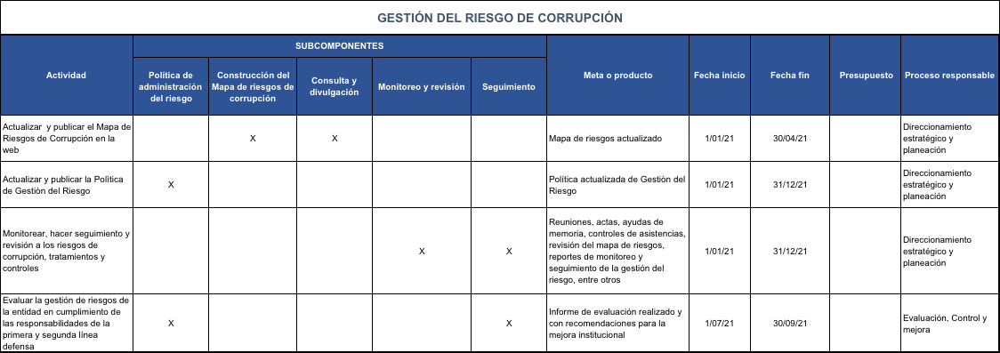 GESTIÓN DEL RIESGO DE CORRUPCIÓN
SUBCOMPONENTES
Actividad
Política de
administración
del riesgo
Construcción del
Mapa de riesgos de
corrupción
Consulta y
divulgación
Monitoreo y revisión
Seguimiento
Meta o producto
Fecha inicio
Fecha fin
Presupuesto
Proceso responsable
Actualizar  y publicar el Mapa de
Riesgos de Corrupción en la
web
X
X
Mapa de riesgos actualizado
1/01/21
30/04/21
Direccionamiento
estratégico y
planeación
Actualizar y publicar la Polìtica
de Gestiòn del Riesgo
X
Política actualizada de Gestiòn del
Riesgo
1/01/21
31/12/21
Direccionamiento
estratégico y
planeación
Monitorear, hacer seguimiento y
revisión a los riesgos de
corrupción, tratamientos y
controles
X
X
Reuniones, actas, ayudas de
memoria, controles de asistencias,
revisión del mapa de riesgos,
reportes de monitoreo y
seguimiento de la gestión del
riesgo, entre otros
1/01/21
31/12/21
Direccionamiento
estratégico y
planeación
Evaluar la gestión de riesgos de
la entidad en cumplimiento de
las responsabilidades de la
primera y segunda línea
defensa
X
X
Informe de evaluación realizado y
con recomendaciones para la
mejora institucional
1/07/21
30/09/21
Evaluación, Control y
mejora